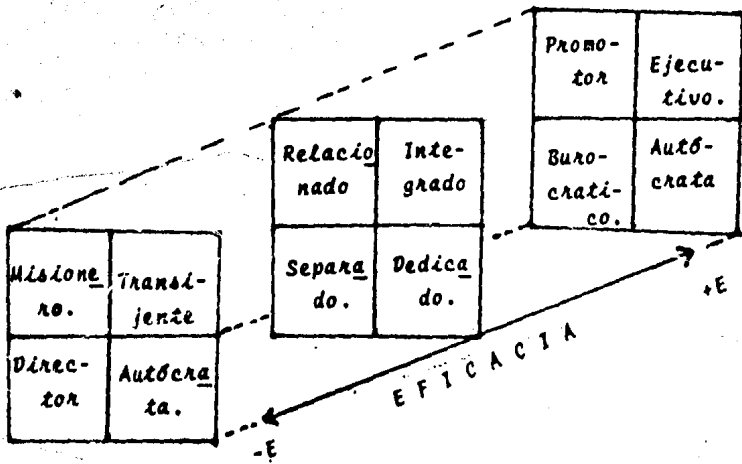 Promo-
tor
Ejecu-
tivo.
Buro-
crati-
co.
Autó-
crata
Relacio
nado
Inte-
grado
Separa
do.
Dedica
do.
Misione
ro.
Transi-
jente
Direc-
tor
Autócra
ta.
-E
EFICACIA
+E